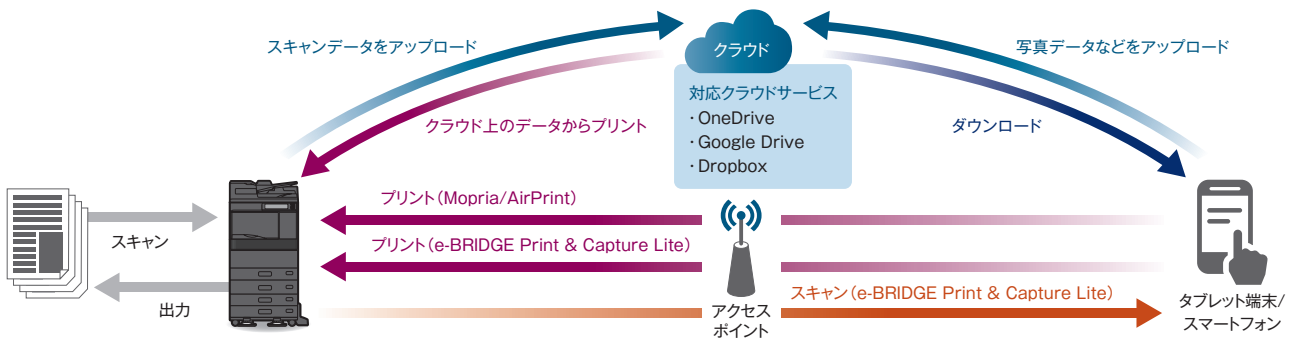 スキャンデータをアップロード
クラウド
写真データなどをアップロード
対応クラウドサービス
・OneDrive
・Google Drive
・Dropbox
クラウド上のデータからプリント
ダウンロード
プリント（Mopria/AirPrint）
スキャン
プリント（e-BRIDGE Print & Capture Lite）
出力
スキャン（e-BRIDGE Print & Capture Lite）
アクセス
ポイント
タブレット端末/
スマートフォン